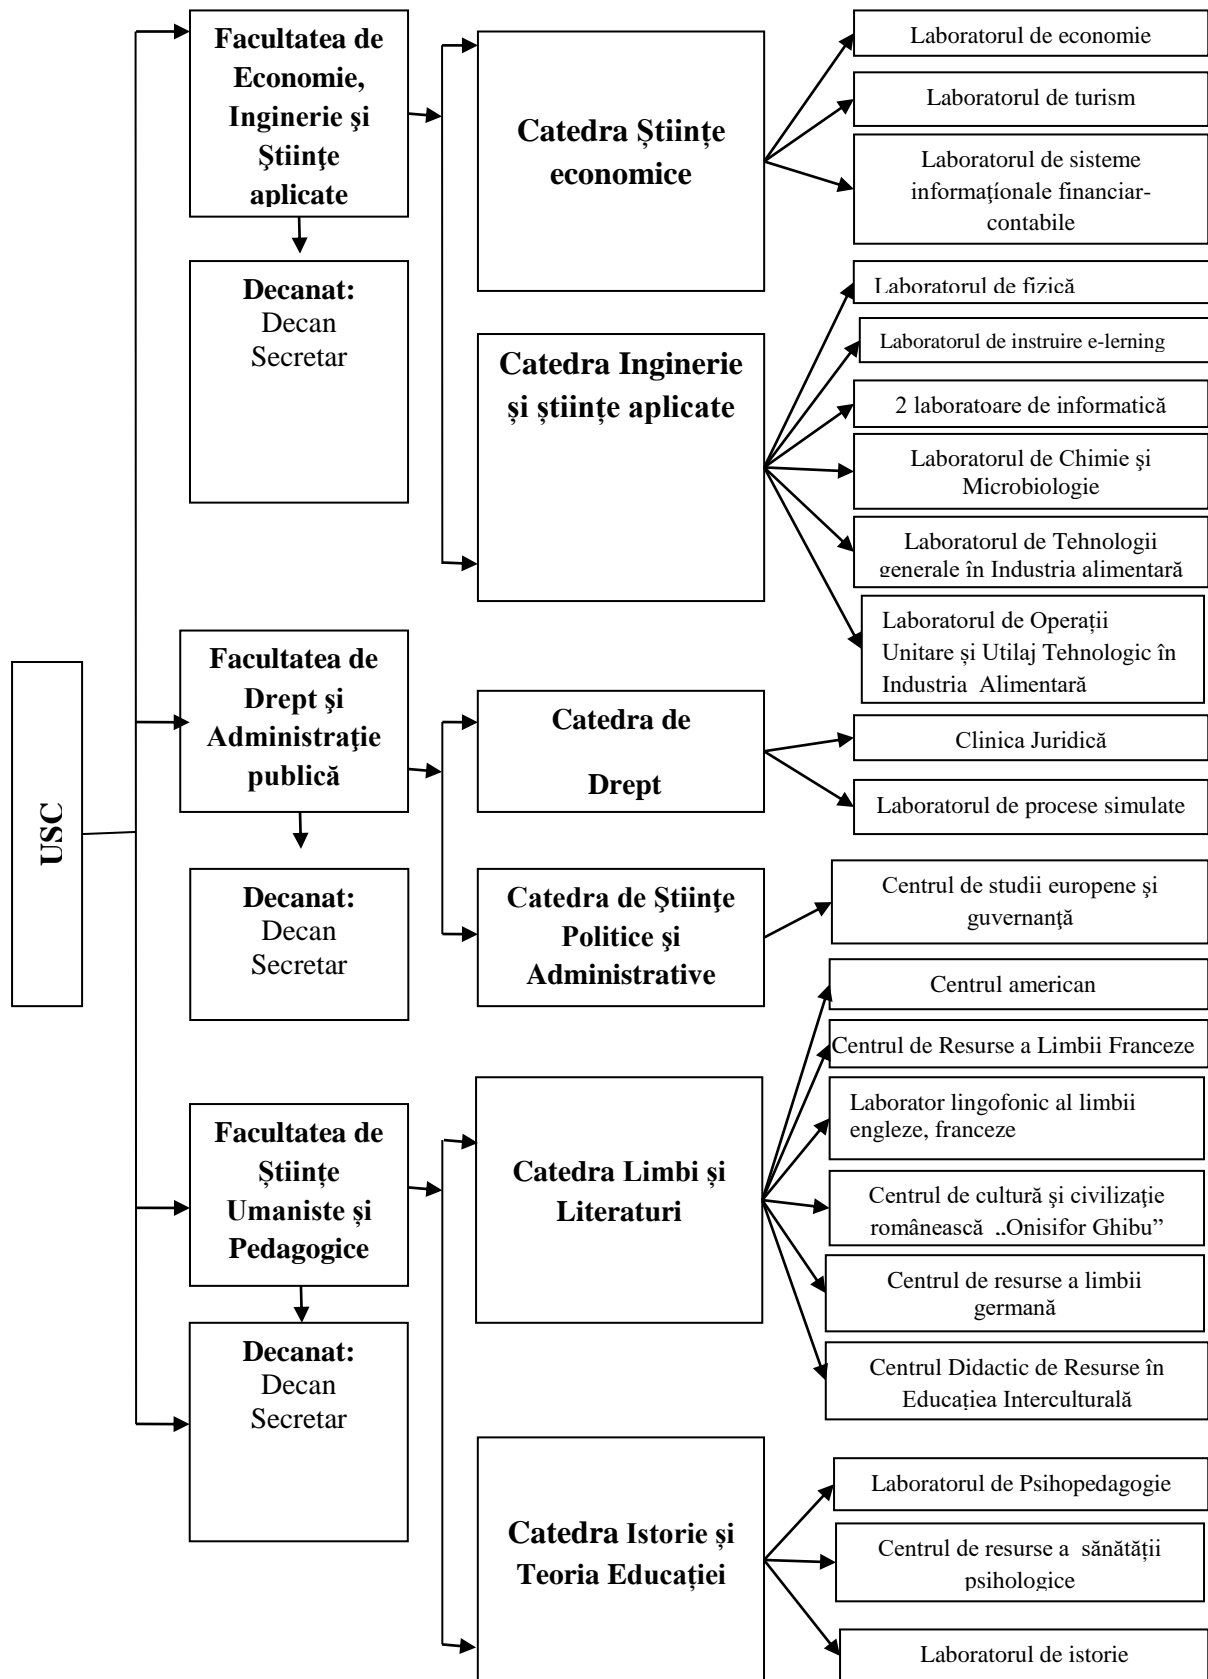 USC
Facultatea de
Economie,
Inginerie şi
Ştiinţe
aplicate
Decanat:
Decan
Secretar
Catedra Științe
economice
Laboratorul de economie
Laboratorul de turism
Laboratorul de sisteme
informaţionale financiar-
contabile
Catedra Inginerie
și științe aplicate
Laboratorul de fizică
Laboratorul de instruire e-lerning
2 laboratoare de informatică
Laboratorul de Chimie şi
Microbiologie
Laboratorul de Tehnologii
generale în Industria alimentară
Laboratorul de Operații
Unitare și Utilaj Tehnologic în
Industria Alimentară
Facultatea de
Drept şi
Administraţie
publică
Decanat:
Decan
Secretar
Catedra de
Drept
Clinica Juridică
Laboratorul de procese simulate
Catedra de Ştiinţe
Politice şi
Administrative
Centrul de studii europene şi
guvernanţă
Facultatea de
Științe
Umaniste și
Pedagogice
Decanat:
Decan
Secretar
Catedra Limbi și
Literaturi
Centrul american
Centrul de Resurse a Limbii Franceze
Laborator lingofonic al limbii
engleze, franceze
Centrul de cultură şi civilizaţie
românească „Onisifor Ghibu”
Centrul de resurse a limbii
germană
Centrul Didactic de Resurse în
Educațiea Interculturală
Catedra Istorie și
Teoria Educației
Laboratorul de Psihopedagogie
Centrul de resurse a sănătății
psihologice
Laboratorul de istorie